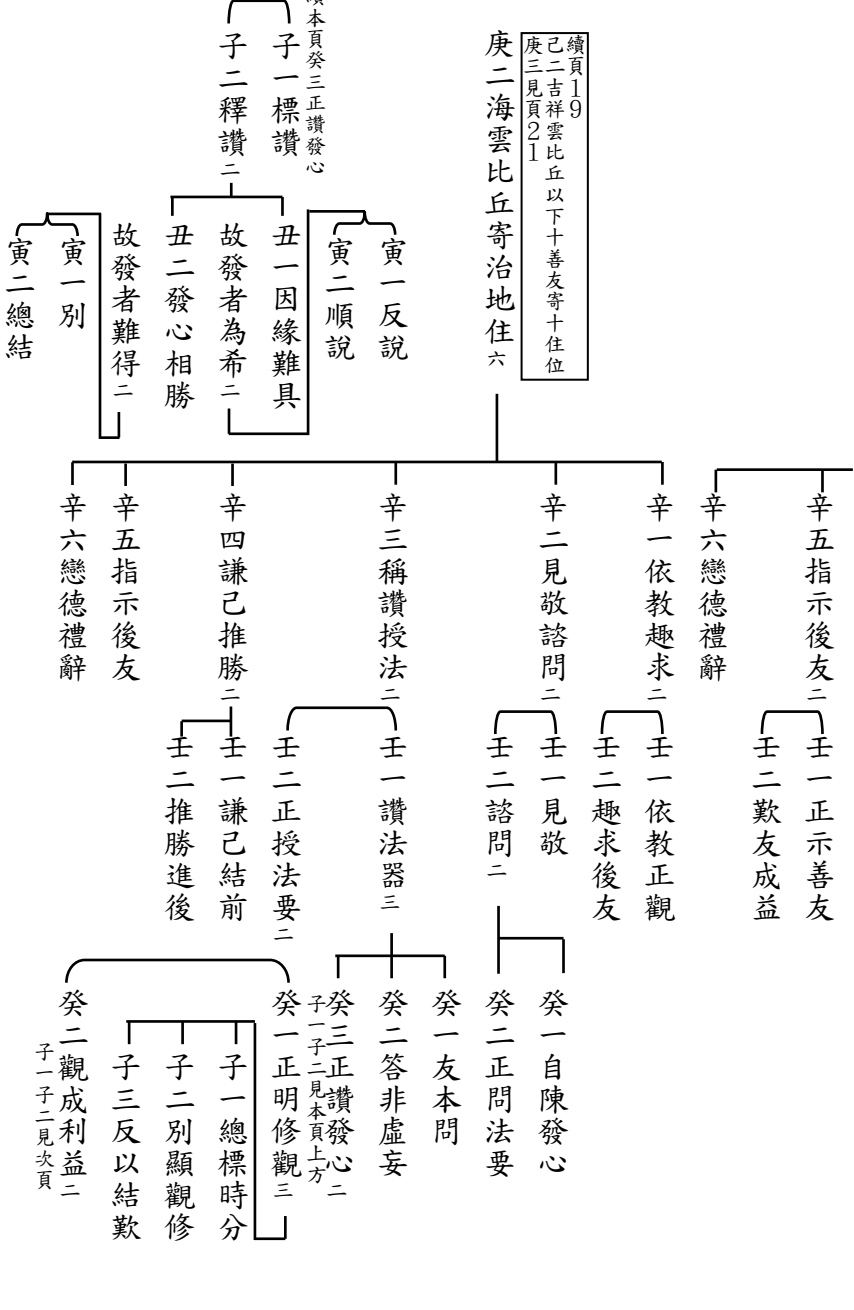 續頁19
己二吉祥雲比丘以下十善友寄十住位
庚三見頁21
庚二海雲比丘寄治地住六
本頁癸三正讚發心
子一標讚
子二釋讚二
寅一反說
寅二順說
丑一因緣難具
故發者為希二
丑二發心相勝
故發者難得二
寅一別
寅二總結
辛五指示後友二
辛六戀德禮辭
辛一依教趣求二
辛二見敬諮問二
辛三稱讚授法二
辛四謙己推勝二
辛五指示後友
辛六戀德禮辭
壬一正示善友
壬二歎友成益
壬一依教正觀
壬二趣求後友
壬一見敬
壬二諮問二
壬一讚法器三
壬二正授法要二
壬一謙己結前
壬二推勝進後
癸一自陳發心
癸二正問法要
癸一友本問
癸二答非虛妄
癸三正讚發心二
子一子二見本頁上方
癸一正明修觀三
子一總標時分
子二別顯觀修
子三反以結歎
癸二觀成利益二
子一子二見次頁